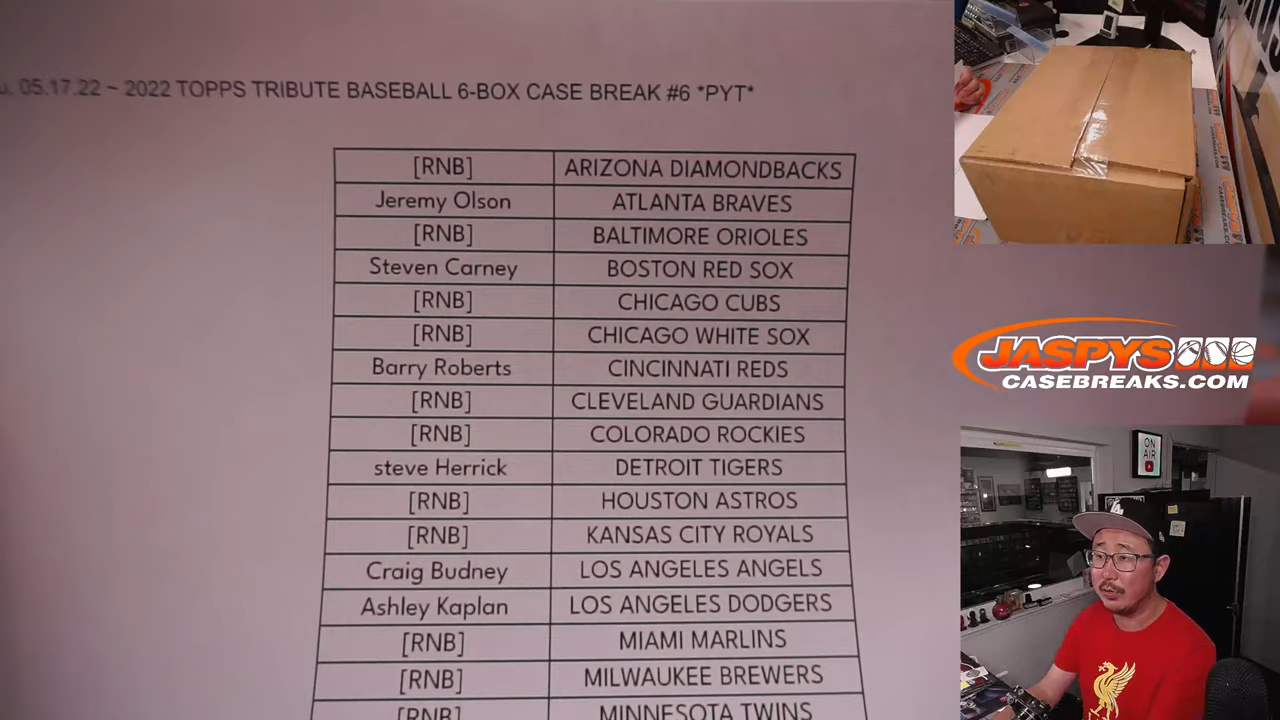 05.17.22 ~ 2022 TOPPS TRIBUTE BASEBALL 6-BOX CASE BREAK #6 *PYT*
[RNB] ARIZONA DIAMONDBACKS
Jeremy Olson ATLANTA BRAVES
[RNB] BALTIMORE ORIOLES
Steven Carney BOSTON RED SOX
[RNB] CHICAGO CUBS
[RNB] CHICAGO WHITE SOX
Barry Roberts CINCINNATI REDS
[RNB] CLEVELAND GUARDIANS
[RNB] COLORADO ROCKIES
steve Herrick DETROIT TIGERS
[RNB] HOUSTON ASTROS
[RNB] KANSAS CITY ROYALS
Craig Budney LOS ANGELES ANGELS
Ashley Kaplan LOS ANGELES DODGERS
[RNB] MIAMI MARLINS
[RNB] MILWAUKEE BREWERS
[RNB] MINNESOTA TWINS
JASPYS
CASEBREAKS.COM
ON
AIR
LA